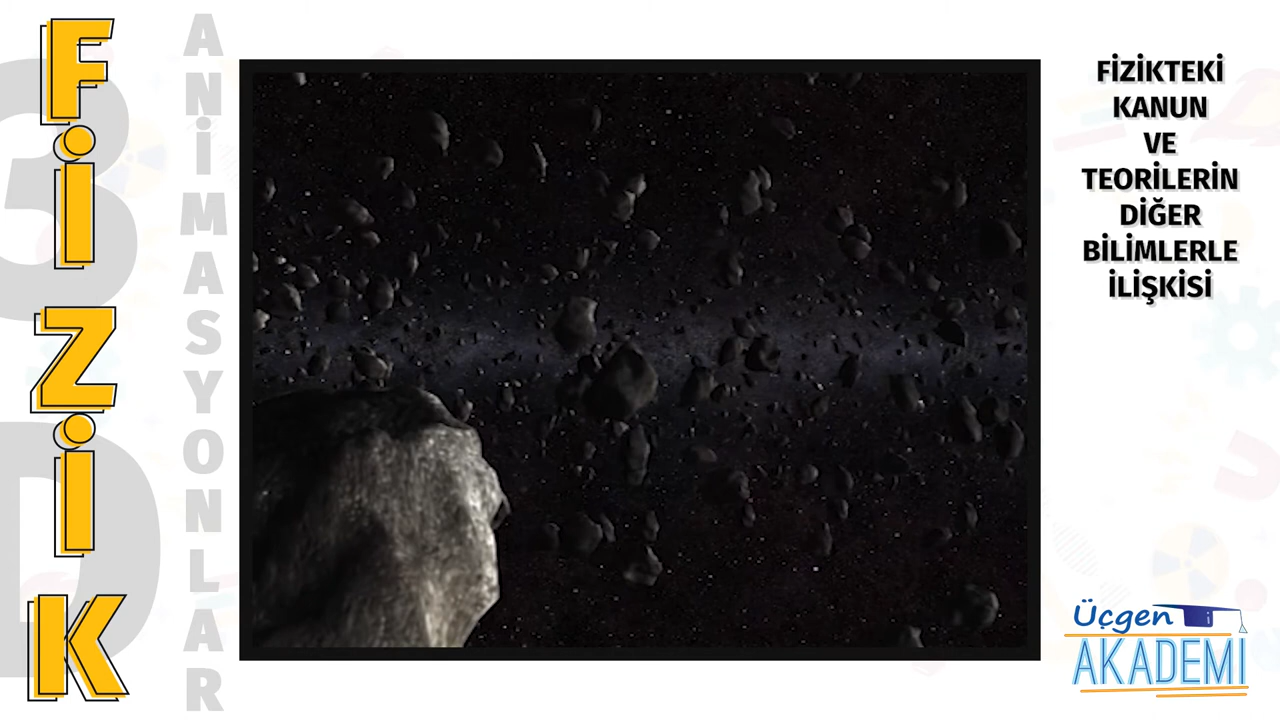 FİZİK
3D
ANİMASYONLAR
FİZİKTEKİ
KANUN
VE
TEORİLERİN
DİĞER
BİLİMLERLE
İLİŞKİSİ
Üçgen
AKADEMİ